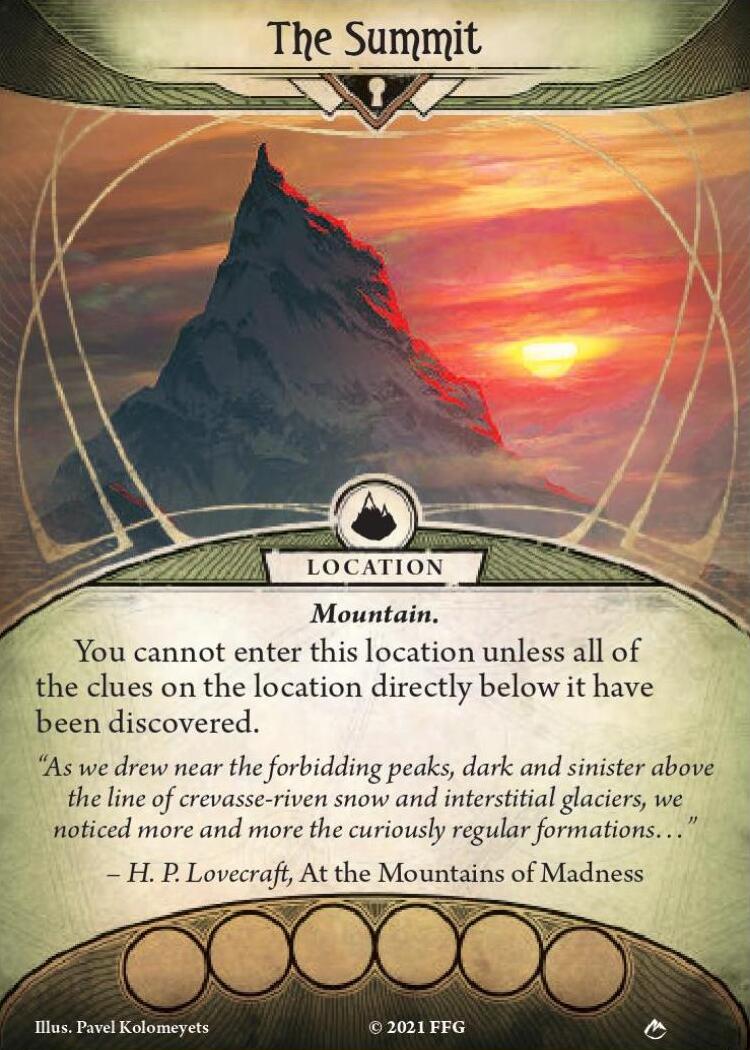 The Summit
LOCATION
Mountain.
You cannot enter this location unless all of
the clues on the location directly below it have
been discovered.
“As we drew near the forbidding peaks, dark and sinister above
the line of crevasse-riven snow and interstitial glaciers, we
noticed more and more the curiously regular formations…”
– H. P. Lovecraft, At the Mountains of Madness
Illus. Pavel Kolomeyets
© 2021 FFG